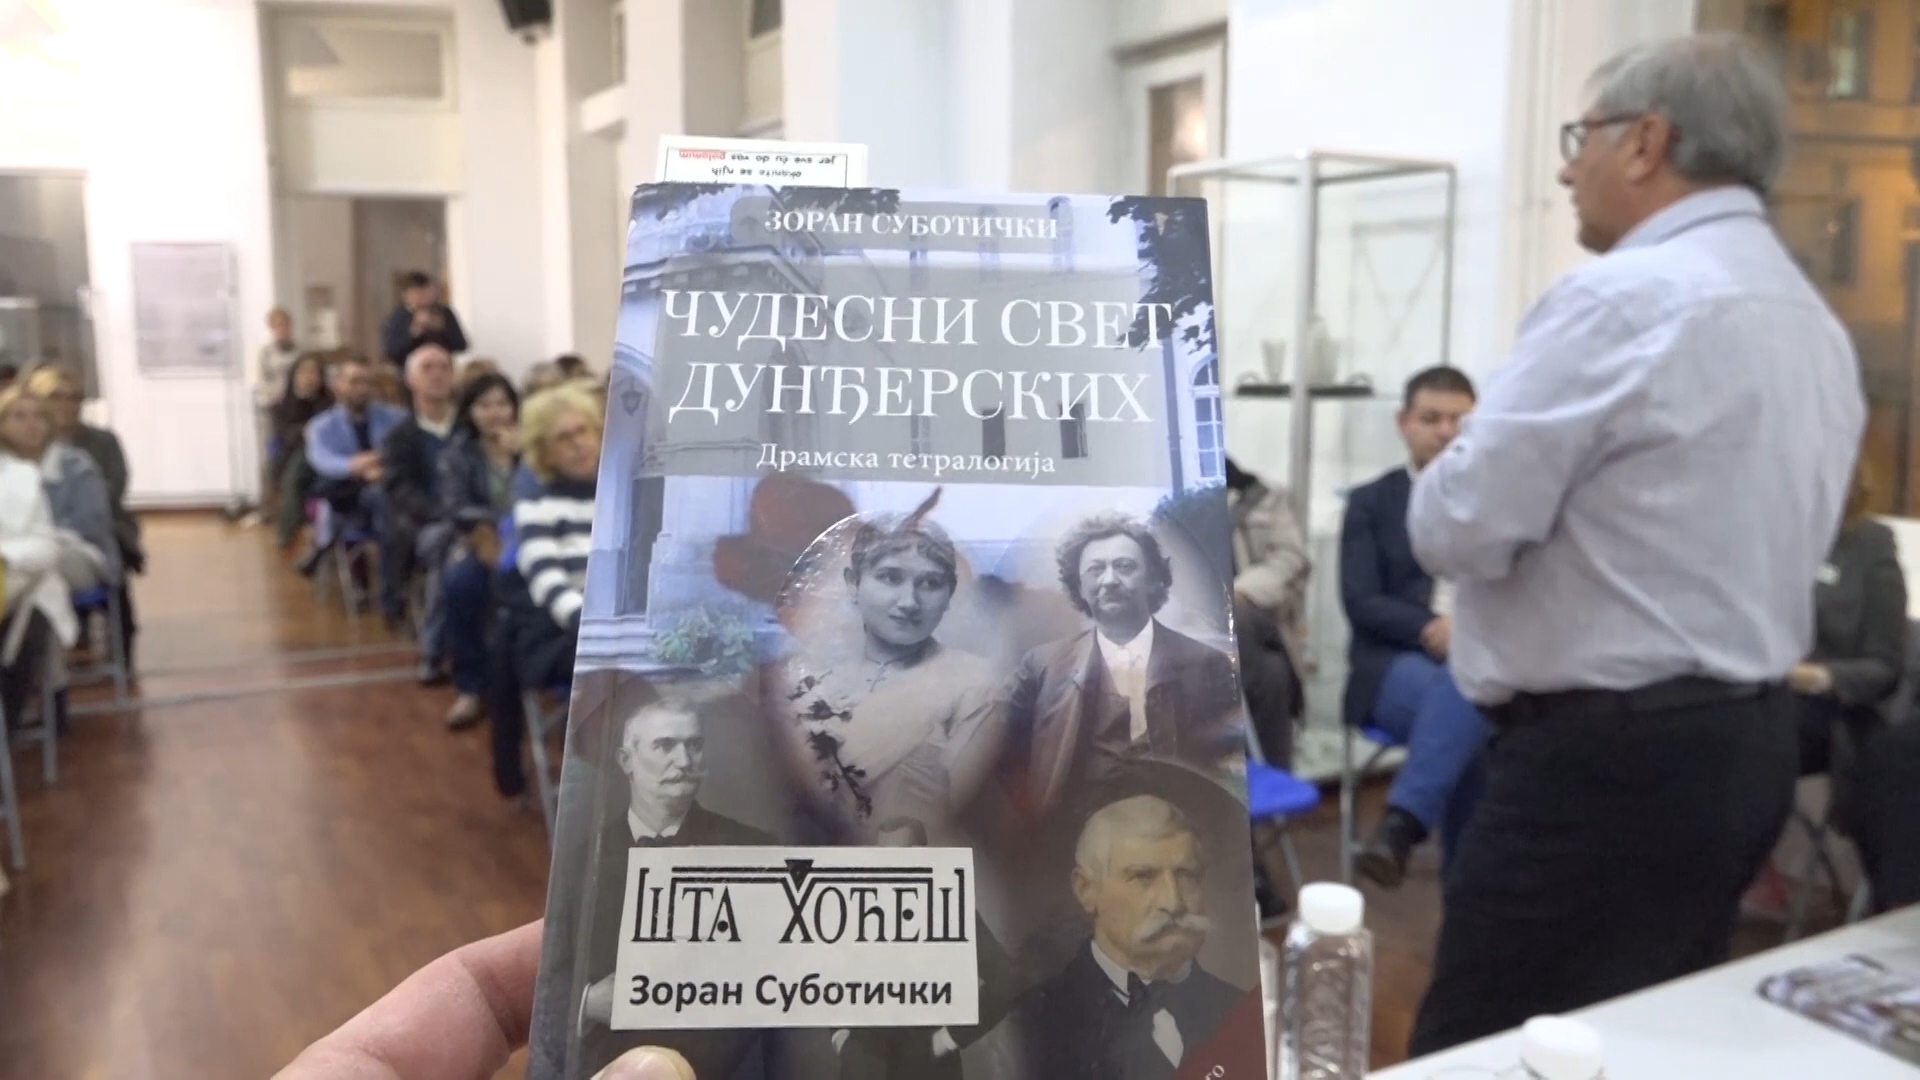 ЗОРАН СУБОТИЧКИ
ЧУДЕСНИ СВЕТ
ДУНЂЕРСКИХ
Драмска тетралогија
ШТА ХОЋЕШ
Зоран Суботички